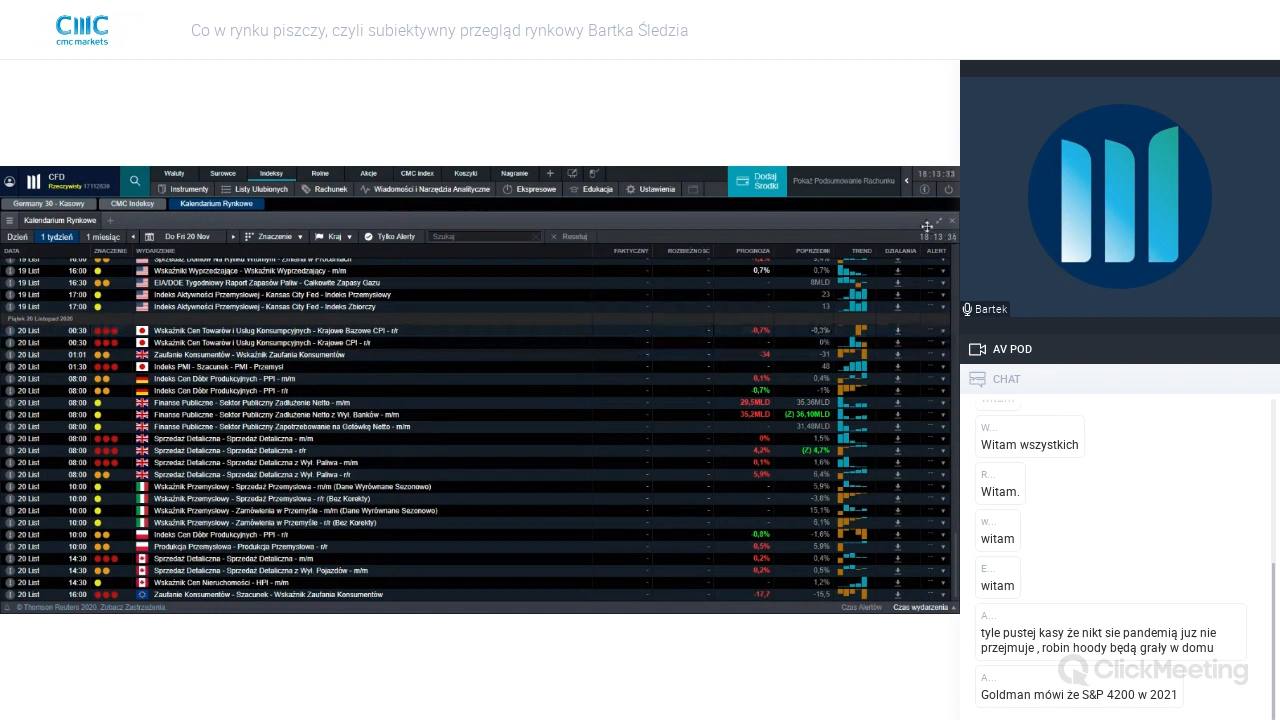 CMC
cmc markets
Co w rynku piszczy, czyli subiektywny przegląd rynkowy Bartka Śledzia
CFD
Rzeczywisty 17112839
Waluty Surowce Indeksy Rolne Akcje CMC Index Koszyki Nagranie
Instrumenty Listy Ulubionych Rachunek Wiadomości i Narzędzia Analityczne Ekspresowe Edukacja Ustawienia
Dodaj Środki
Pokaż Podsumowanie Rachunku
18:13:33
Germany 30 - Kasowy CMC Indeksy Kalendarium Rynkowe
Kalendarium Rynkowe
Dzień 1 tydzień 1 miesiąc Do Fri 20 Nov Znaczenie Kraj Tylko Alerty Szukaj Resetuj
18:13:36
DATA ZNACZENIE WYDARZENIE FAKTYCZNY ROZBIEŻNOŚĆ PROGNOZA POPRZEDNI TREND DZIAŁANIA ALERT
19 List 16:00 Sprzedaż Domów Na Rynku Wtórnym - Zmiana w Procentach -1,2% 9,4%
19 List 16:00 Wskaźniki Wyprzedzające - Wskaźnik Wyprzedzający - m/m - - 0,7% 0,7%
19 List 16:30 EIA/DOE Tygodniowy Raport Zapasów Paliw - Całkowite Zapasy Gazu - - 8MLD
19 List 17:00 Indeks Aktywności Przemysłowej - Kansas City Fed - Indeks Przemysłowy - - 23
19 List 17:00 Indeks Aktywności Przemysłowej - Kansas City Fed - Indeks Zbiorczy - - 13
Piątek 20 Listopad 2020
20 List 00:30 Wskaźnik Cen Towarów i Usług Konsumpcyjnych - Krajowe Bazowe CPI - r/r - - -0,7% -0,3%
20 List 00:30 Wskaźnik Cen Towarów i Usług Konsumpcyjnych - Krajowe CPI - r/r - - 0%
20 List 01:01 Zaufanie Konsumentów - Wskaźnik Zaufania Konsumentów - - -34 -31
20 List 01:30 Indeks PMI - Szacunek - PMI - Przemysł - - 48
20 List 08:00 Indeks Cen Dóbr Produkcyjnych - PPI - m/m - - 0,1% 0,4%
20 List 08:00 Indeks Cen Dóbr Produkcyjnych - PPI - r/r - - -0,7% -1%
20 List 08:00 Finanse Publiczne - Sektor Publiczny Zadłużenie Netto - m/m - - 29,5MLD 35,36MLD
20 List 08:00 Finanse Publiczne - Sektor Publiczny Zadłużenie Netto z Wył. Banków - m/m - - 35,2MLD (Z) 36,10MLD
20 List 08:00 Finanse Publiczne - Sektor Publiczny Zapotrzebowanie na Gotówkę Netto - m/m - - 31,48MLD
20 List 08:00 Sprzedaż Detaliczna - Sprzedaż Detaliczna - m/m - - 0% 1,5%
20 List 08:00 Sprzedaż Detaliczna - Sprzedaż Detaliczna - r/r - - 4,2% (Z) 4,7%
20 List 08:00 Sprzedaż Detaliczna - Sprzedaż Detaliczna z Wył. Paliwa - m/m - - 0,1% 1,6%
20 List 08:00 Sprzedaż Detaliczna - Sprzedaż Detaliczna z Wył. Paliwa - r/r - - 5,9% 6,4%
20 List 10:00 Wskaźnik Przemysłowy - Sprzedaż Przemysłowa - m/m (Dane Wyrównane Sezonowo) - - 5,9%
20 List 10:00 Wskaźnik Przemysłowy - Sprzedaż Przemysłowa - r/r (Bez Korekty) - - -3,8%
20 List 10:00 Wskaźnik Przemysłowy - Zamówienia w Przemyśle - m/m (Dane Wyrównane Sezonowo) - - 15,1%
20 List 10:00 Wskaźnik Przemysłowy - Zamówienia w Przemyśle - r/r (Bez Korekty) - - 6,1%
20 List 10:00 Indeks Cen Dóbr Produkcyjnych - PPI - r/r - - -0,8% -1,6%
20 List 10:00 Produkcja Przemysłowa - Produkcja Przemysłowa - r/r - - 0,5% 5,9%
20 List 14:30 Sprzedaż Detaliczna - Sprzedaż Detaliczna - m/m - - 0,2% 0,4%
20 List 14:30 Sprzedaż Detaliczna - Sprzedaż Detaliczna z Wył. Pojazdów - m/m - - 0,2% 0,5%
20 List 14:30 Wskaźnik Cen Nieruchomości - HPI - m/m - - 1,2%
20 List 16:00 Zaufanie Konsumentów - Szacunek - Wskaźnik Zaufania Konsumentów - - -17,7 -15,5
© Thomson Reuters 2020. Zobacz Zastrzeżenia Czas Alertów Czas wydarzenia
Bartek
AV POD
CHAT
witam
W...
Witam wszystkich
R...
Witam.
w...
witam
E...
witam
A...
tyle pustej kasy że nikt sie pandemią juz nie
przejmuje , robin hoody będą grały w domu
A...
Goldman mówi że S&P 4200 w 2021
ClickMeeting